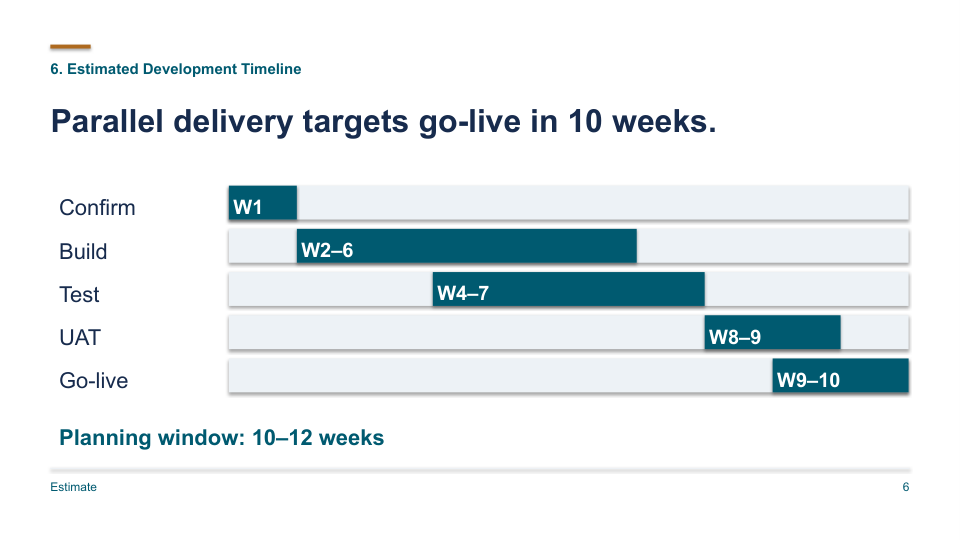 6. Estimated Development Timeline
Parallel delivery targets go-live in 10 weeks.
Confirm
W1
Build
W2–6
Test
W4–7
UAT
W8–9
Go-live
W9–10
Planning window: 10–12 weeks
Estimate
6